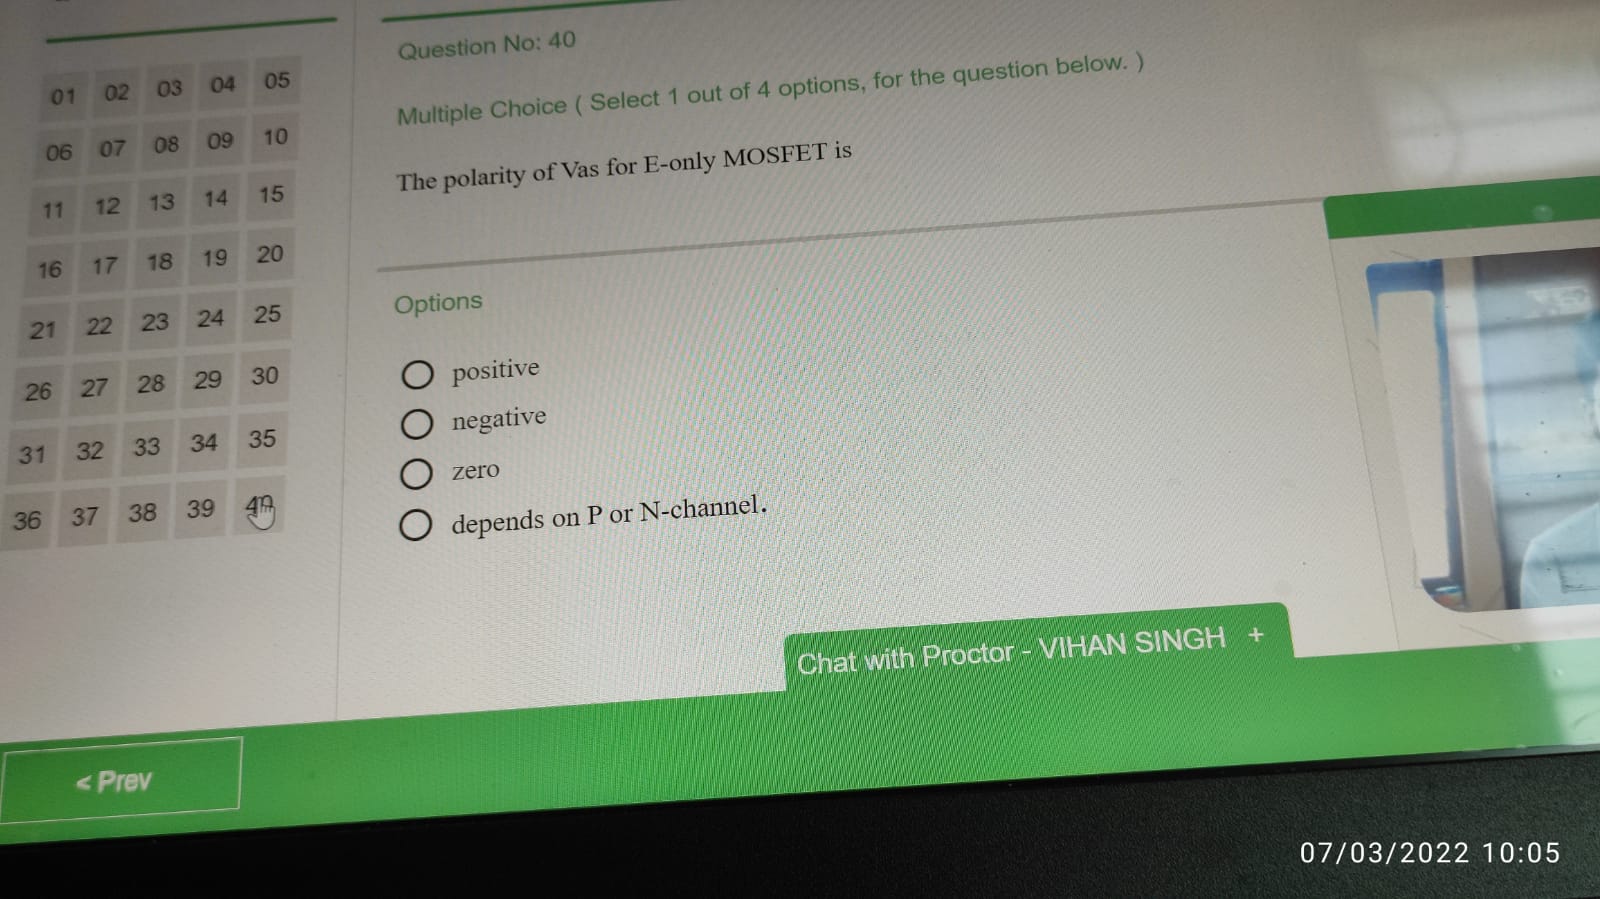 Question No: 40
Multiple Choice ( Select 1 out of 4 options, for the question below. )
The polarity of Vas for E-only MOSFET is
Options
positive
negative
zero
depends on P or N-channel.
01 02 03 04 05
06 07 08 09 10
11 12 13 14 15
16 17 18 19 20
21 22 23 24 25
26 27 28 29 30
31 32 33 34 35
36 37 38 39 40
Chat with Proctor - VIHAN SINGH +
< Prev
07/03/2022 10:05